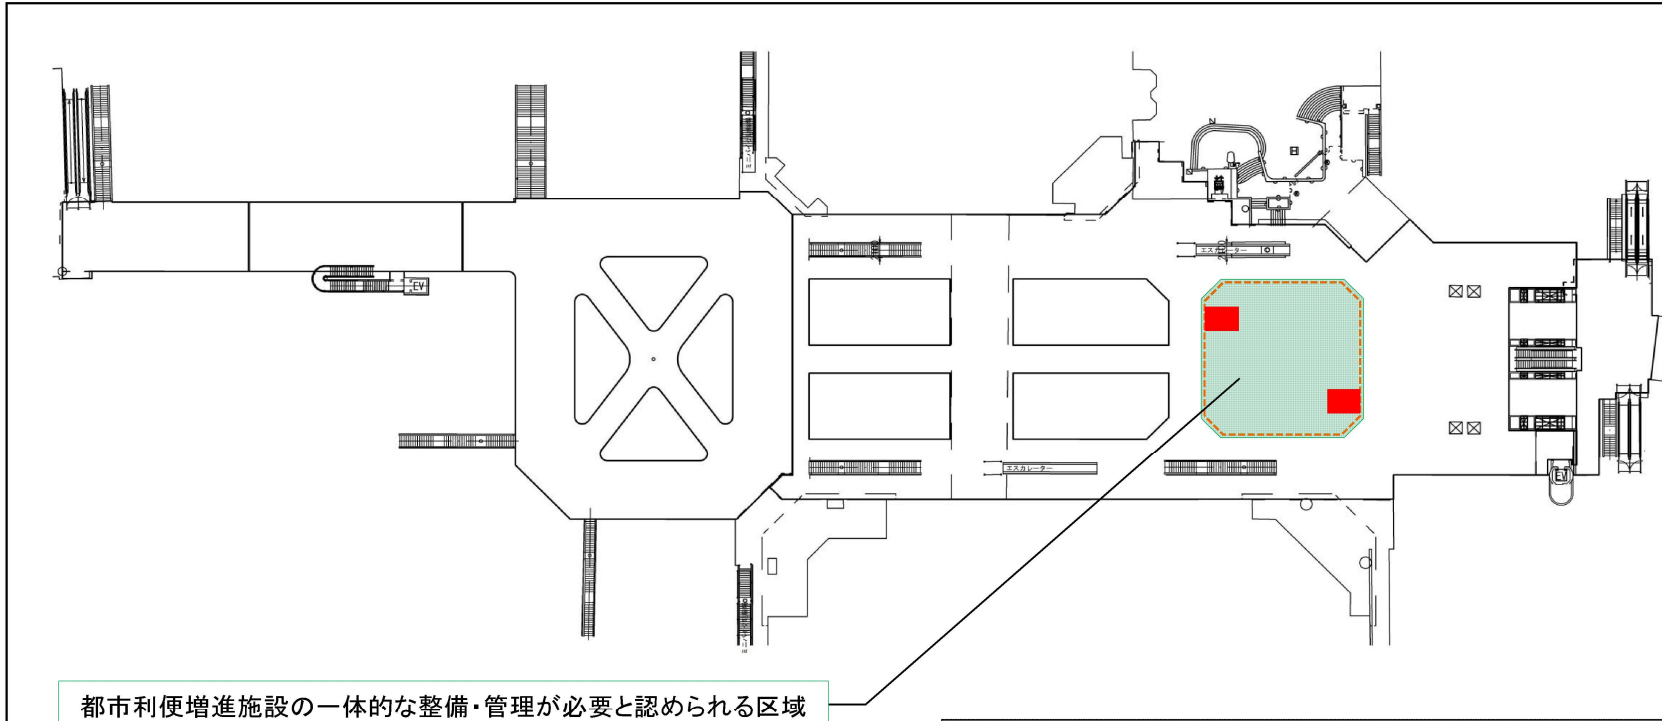 エスカレーター
EV
エスカレーター
EV
都市利便増進施設の一体的な整備・管理が必要と認められる区域